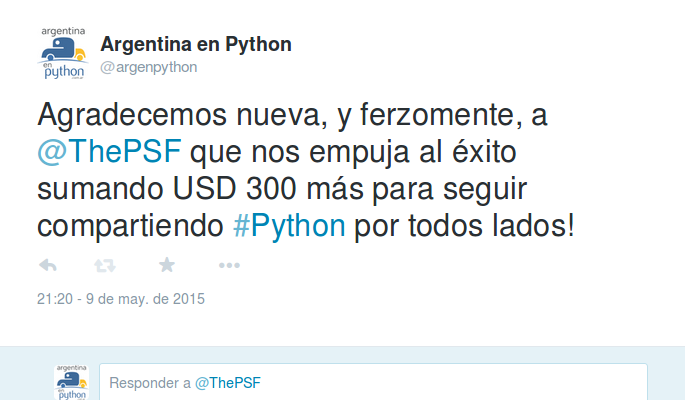 argentina
en
python
Argentina en Python
@argenpython
Agradecemos nueva, y ferzomente, a
@ThePSF que nos empuja al éxito
sumando USD 300 más para seguir
compartiendo #Python por todos lados!
21:20 - 9 de may. de 2015
argentina
en
python
Responder a @ThePSF